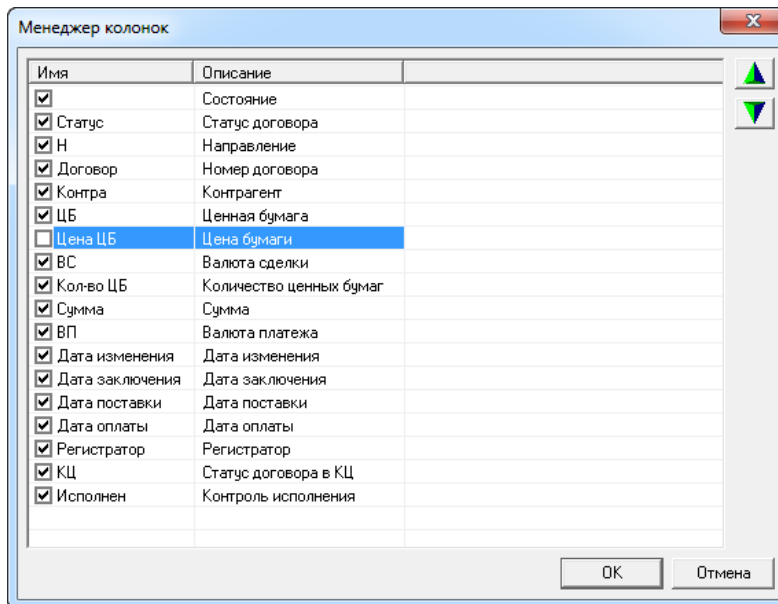 Менеджер колонок
Имя Описание
Состояние
Статус Статус договора
Н Направление
Договор Номер договора
Контра Контрагент
ЦБ Ценная бумага
Цена ЦБ Цена бумаги
ВС Валюта сделки
Кол-во ЦБ Количество ценных бумаг
Сумма Сумма
ВП Валюта платежа
Дата изменения Дата изменения
Дата заключения Дата заключения
Дата поставки Дата поставки
Дата оплаты Дата оплаты
Регистратор Регистратор
КЦ Статус договора в КЦ
Исполнен Контроль исполнения
OK Отмена